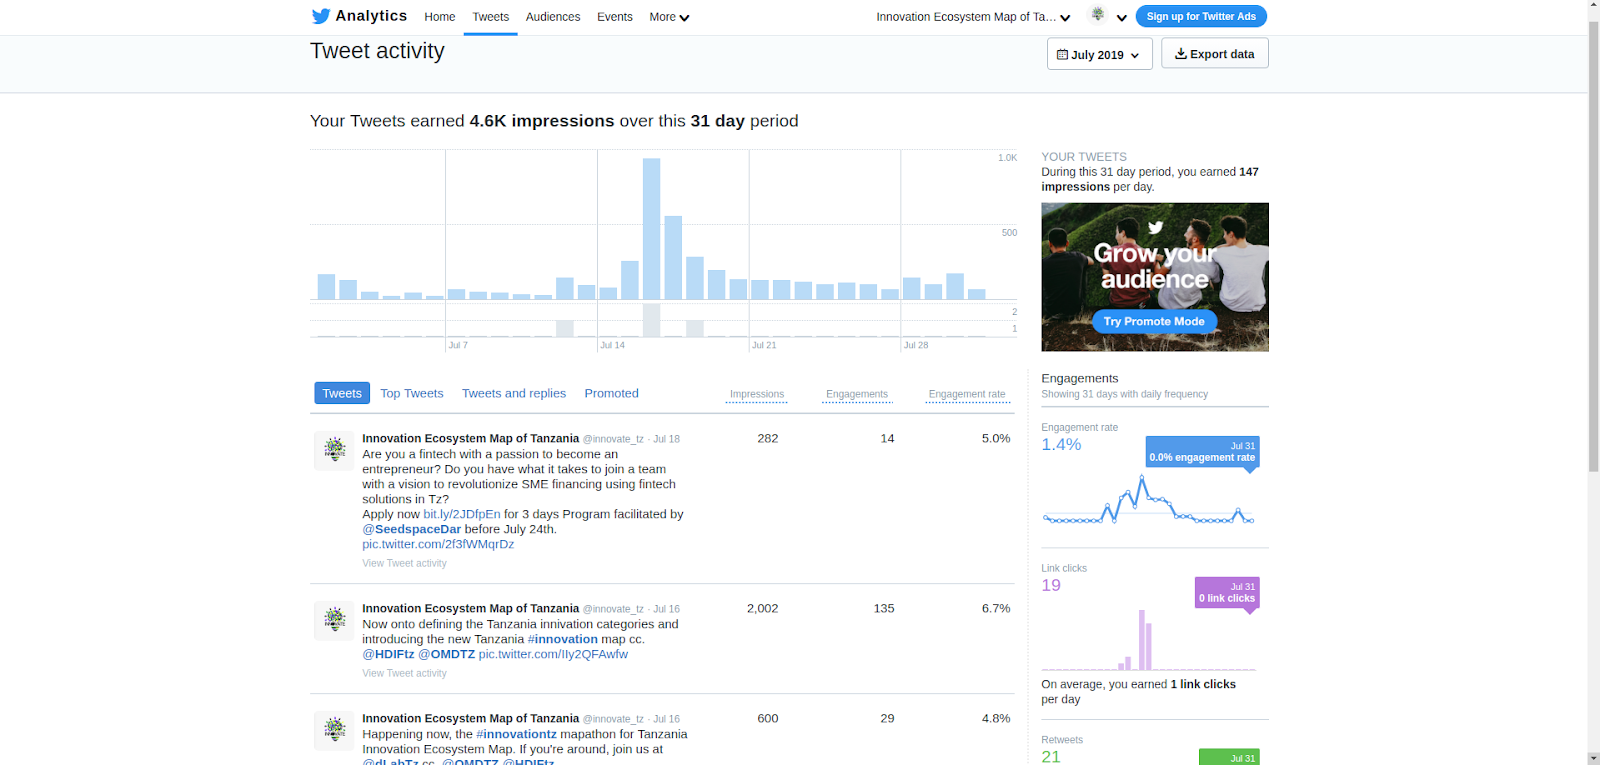 Analytics
Home
Tweets
Audiences
Events
More
Innovation Ecosystem Map of Ta...
Sign up for Twitter Ads
Tweet activity
July 2019
Export data
Your Tweets earned 4.6K impressions over this 31 day period
1.0K
500
2
1
Jul 7
Jul 14
Jul 21
Jul 28
YOUR TWEETS
During this 31 day period, you earned 147
impressions per day.
Grow your
audience
Try Promote Mode
Tweets
Top Tweets
Tweets and replies
Promoted
Impressions
Engagements
Engagement rate
Innovation Ecosystem Map of Tanzania @innovate_tz · Jul 18
282
14
5.0%
Are you a fintech with a passion to become an
entrepreneur? Do you have what it takes to join a team
with a vision to revolutionize SME financing using fintech
solutions in Tz?
Apply now bit.ly/2JDfpEn for 3 days Program facilitated by
@SeedspaceDar before July 24th.
pic.twitter.com/2f3fWMqrDz
View Tweet activity
Innovation Ecosystem Map of Tanzania @innovate_tz · Jul 16
2,002
135
6.7%
Now onto defining the Tanzania innivation categories and
introducing the new Tanzania #innovation map cc.
@HDIFtz @OMDTZ pic.twitter.com/IIy2QFAwfw
View Tweet activity
Innovation Ecosystem Map of Tanzania @innovate_tz · Jul 16
600
29
4.8%
Happening now, the #innovationtz mapathon for Tanzania
Innovation Ecosystem Map. If you're around, join us at
@dLabTz cc. @OMDTZ @HDIFtz
Engagements
Showing 31 days with daily frequency
Engagement rate
1.4%
Jul 31
0.0% engagement rate
Link clicks
19
Jul 31
0 link clicks
On average, you earned 1 link clicks
per day
Retweets
21
Jul 31